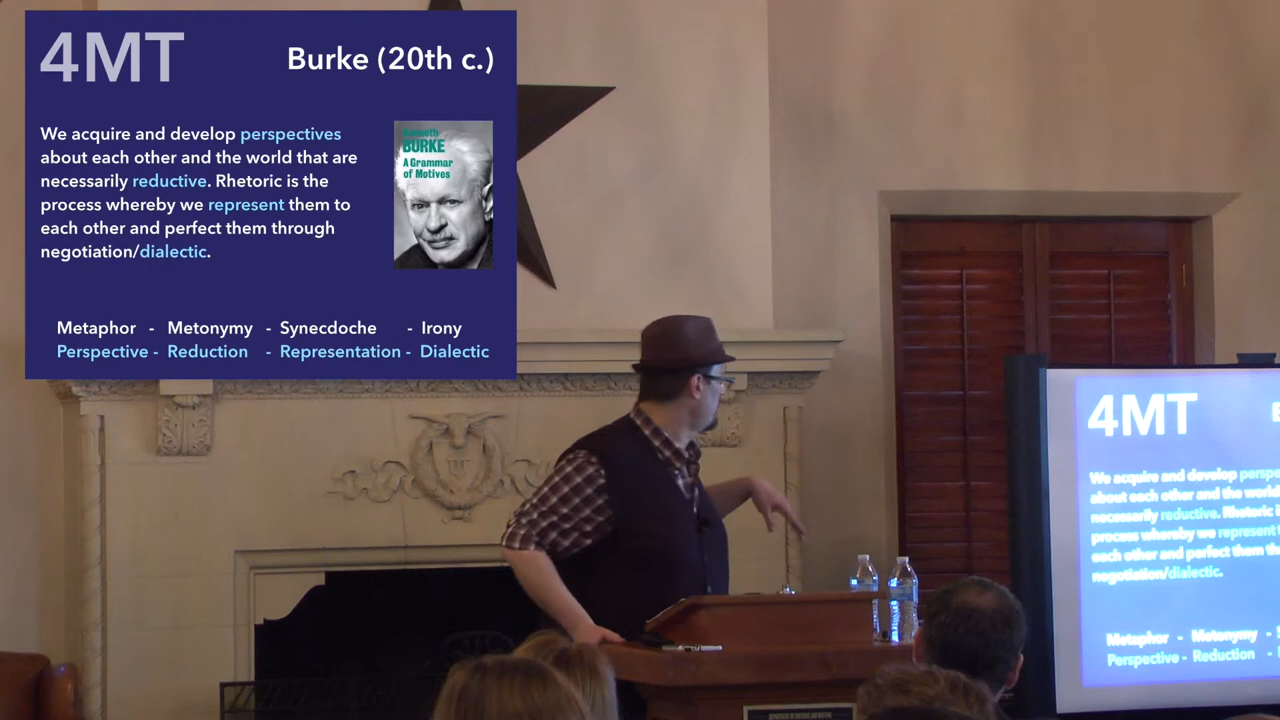 4MT
Burke (20th c.)
We acquire and develop perspectives
about each other and the world that are
necessarily reductive. Rhetoric is the
process whereby we represent them to
each other and perfect them through
negotiation/dialectic.
Kenneth
BURKE
A Grammar
of Motives
Metaphor - Metonymy - Synecdoche - Irony
Perspective - Reduction - Representation - Dialectic
4MT
We acquire and develop
about each other and the world
necessarily reductive. Rhetoric
process whereby we represent
each other and perfect them
negotiation/dialectic.
Metaphor - Metonymy -
Perspective - Reduction -